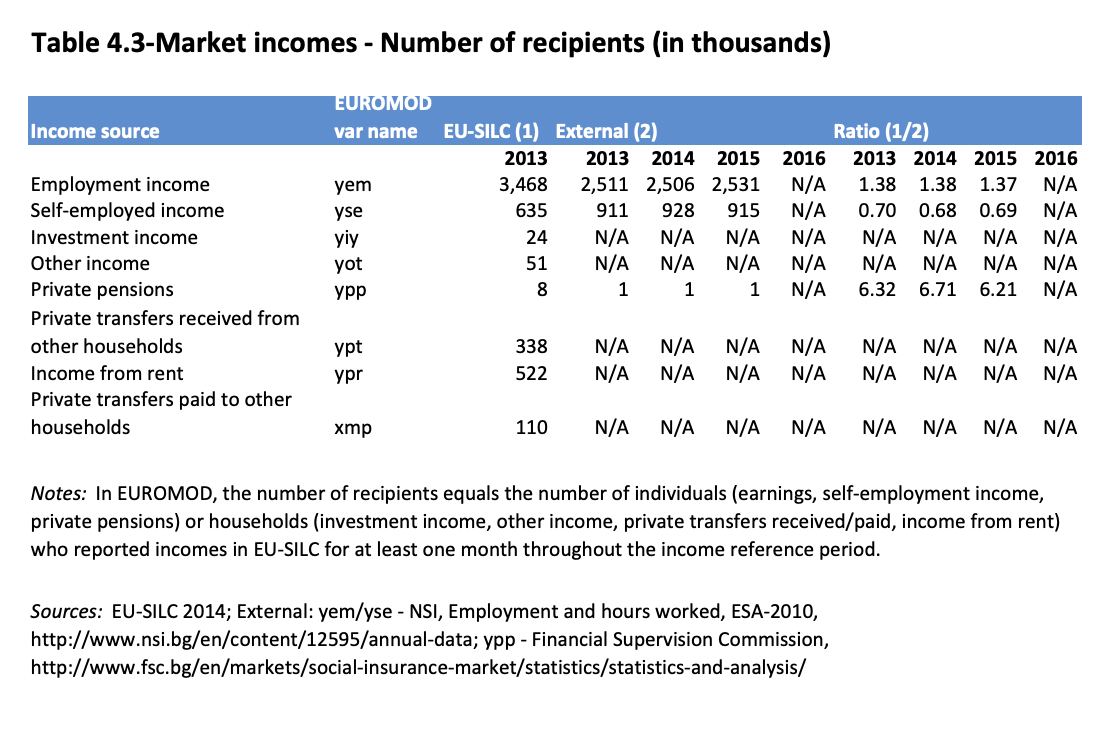 Table 4.3-Market incomes - Number of recipients (in thousands)
EUROMOD
Income source var name EU-SILC (1) External (2) Ratio (1/2)
2013 2013 2014 2015 2016 2013 2014 2015 2016
Employment income yem 3,468 2,511 2,506 2,531 N/A 1.38 1.38 1.37 N/A
Self-employed income yse 635 911 928 915 N/A 0.70 0.68 0.69 N/A
Investment income yiy 24 N/A N/A N/A N/A N/A N/A N/A N/A
Other income yot 51 N/A N/A N/A N/A N/A N/A N/A N/A
Private pensions ypp 8 1 1 1 N/A 6.32 6.71 6.21 N/A
Private transfers received from
other households ypt 338 N/A N/A N/A N/A N/A N/A N/A N/A
Income from rent ypr 522 N/A N/A N/A N/A N/A N/A N/A N/A
Private transfers paid to other
households xmp 110 N/A N/A N/A N/A N/A N/A N/A N/A
Notes: In EUROMOD, the number of recipients equals the number of individuals (earnings, self-employment income,
private pensions) or households (investment income, other income, private transfers received/paid, income from rent)
who reported incomes in EU-SILC for at least one month throughout the income reference period.
Sources: EU-SILC 2014; External: yem/yse - NSI, Employment and hours worked, ESA-2010,
http://www.nsi.bg/en/content/12595/annual-data; ypp - Financial Supervision Commission,
http://www.fsc.bg/en/markets/social-insurance-market/statistics/statistics-and-analysis/